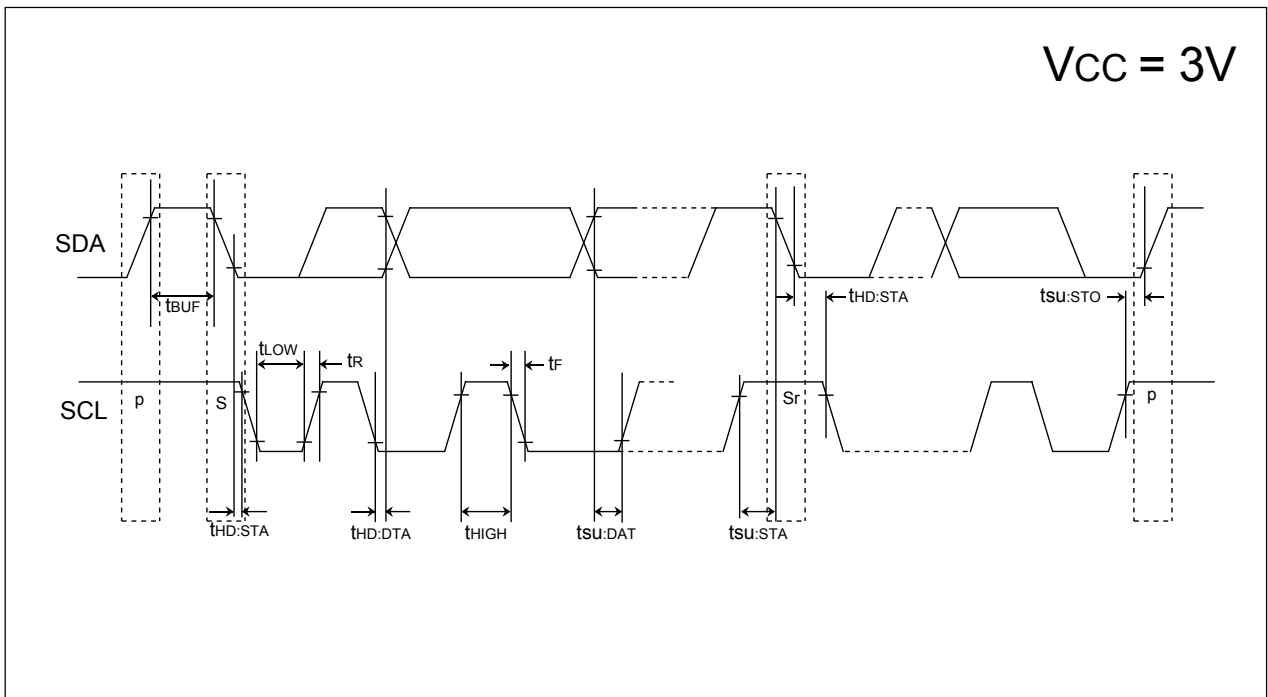 VCC = 3V
SDA
tBUF
tHD:STA
tsu:STO
tLOW
tR
tF
SCL
p
S
Sr
p
tHD:STA
tHD:DTA
tHIGH
tsu:DAT
tsu:STA